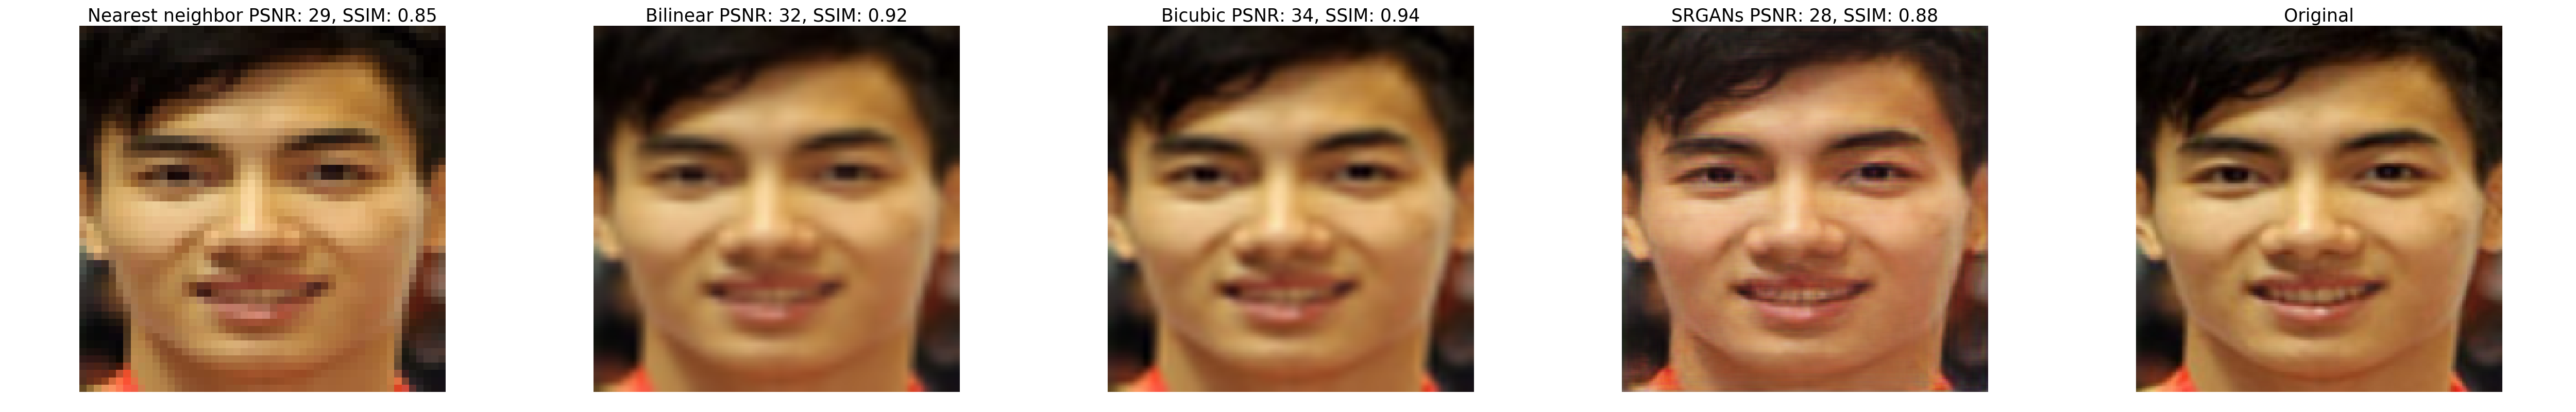 Nearest neighbor PSNR: 29, SSIM: 0.85
Bilinear PSNR: 32, SSIM: 0.92
Bicubic PSNR: 34, SSIM: 0.94
SRGANs PSNR: 28, SSIM: 0.88
Original